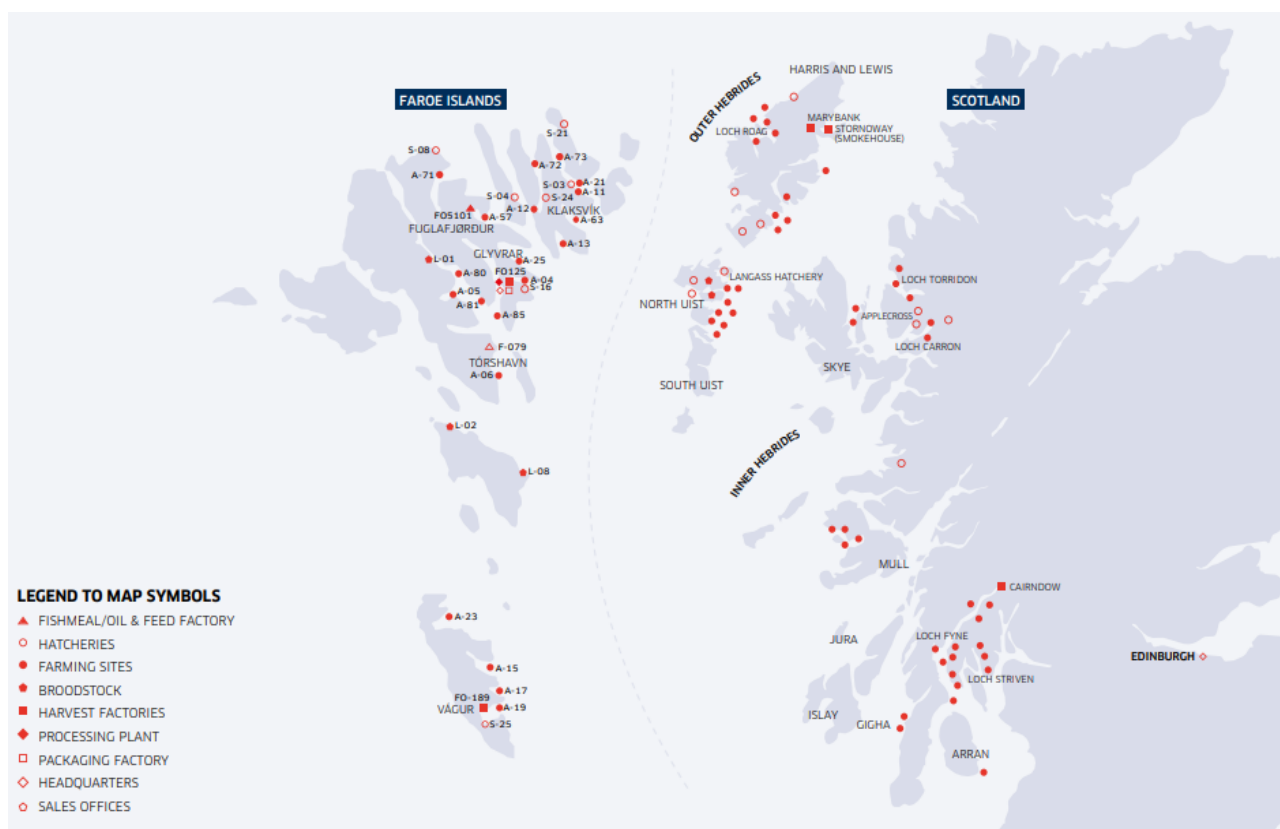 FAROE ISLANDS
S-21
S-08
A-73
A-72
A-71
S-03
A-21
A-11
S-04
S-24
A-12
KLAKSVÍK
FO5101
A-57
A-63
FUGLAFJØRÐUR
A-13
GLYVRAR
L-01
A-25
FO125
A-80
A-04
S-16
A-05
A-81
A-85
F-079
TÓRSHAVN
A-06
L-02
L-08
A-23
A-15
A-17
FO-189
VÁGUR
A-19
S-25
OUTER HEBRIDES
HARRIS AND LEWIS
SCOTLAND
MARYBANK
LOCH ROAG
STORNOWAY
(SMOKEHOUSE)
LANGASS HATCHERY
LOCH TORRIDON
NORTH UIST
APPLECROSS
LOCH CARRON
SKYE
SOUTH UIST
INNER HEBRIDES
MULL
CAIRNDOW
JURA
LOCH FYNE
EDINBURGH
LOCH STRIVEN
ISLAY
GIGHA
ARRAN
LEGEND TO MAP SYMBOLS
FISHMEAL/OIL & FEED FACTORY
HATCHERIES
FARMING SITES
BROODSTOCK
HARVEST FACTORIES
PROCESSING PLANT
PACKAGING FACTORY
HEADQUARTERS
SALES OFFICES